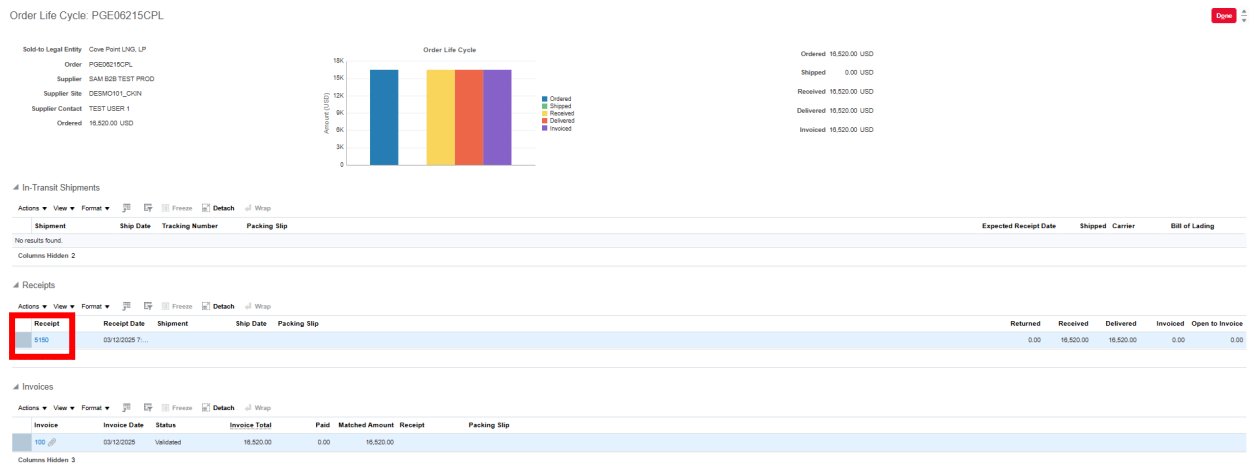 Order Life Cycle: PGE06215CPL
Done
Sold-to Legal Entity Cove Point LNG, LP
Order PGE06215CPL
Supplier SAM B2B TEST PROD
Supplier Site DESMO101_CKIN
Supplier Contact TEST USER 1
Ordered 16,520.00 USD
Order Life Cycle
Amount (USD)
18K
15K
12K
9K
6K
3K
0
Ordered
Shipped
Received
Delivered
Invoiced
Ordered 16,520.00 USD
Shipped 0.00 USD
Received 16,520.00 USD
Delivered 16,520.00 USD
Invoiced 16,520.00 USD
In-Transit Shipments
Actions View Format Freeze Detach Wrap
Shipment Ship Date Tracking Number Packing Slip Expected Receipt Date Shipped Carrier Bill of Lading
No results found.
Columns Hidden 2
Receipts
Actions View Format Freeze Detach Wrap
Receipt Receipt Date Shipment Ship Date Packing Slip Returned Received Delivered Invoiced Open to Invoice
5150 03/12/2025 7:... 0.00 16,520.00 16,520.00 0.00 0.00
Invoices
Actions View Format Freeze Detach Wrap
Invoice Invoice Date Status Invoice Total Paid Matched Amount Receipt Packing Slip
100 03/12/2025 Validated 16,520.00 0.00 16,520.00
Columns Hidden 3